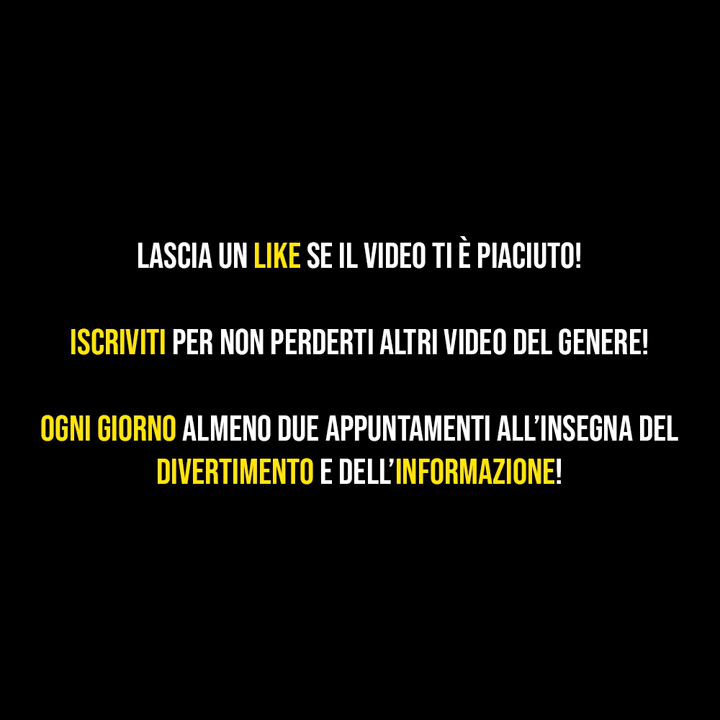 LASCIA UN LIKE SE IL VIDEO TI È PIACIUTO!
ISCRIVITI PER NON PERDERTI ALTRI VIDEO DEL GENERE!
OGNI GIORNO ALMENO DUE APPUNTAMENTI ALL’INSEGNA DEL
DIVERTIMENTO E DELL’INFORMAZIONE!